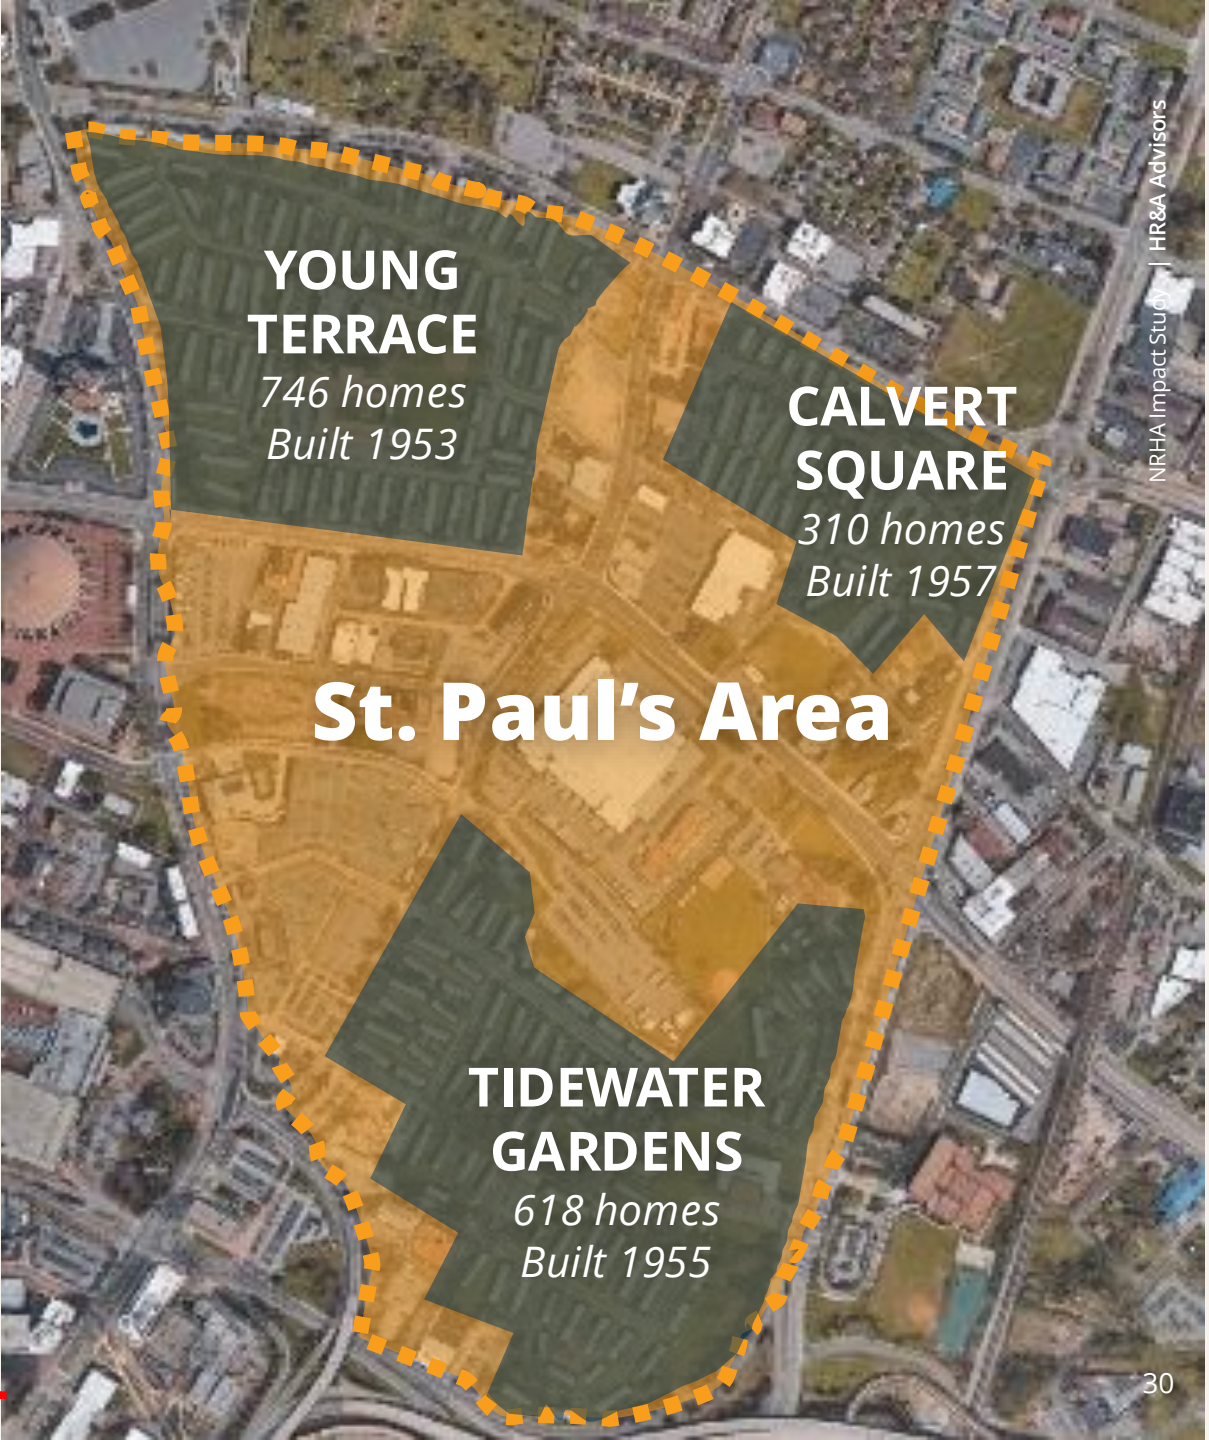 YOUNG
TERRACE
746 homes
Built 1953
CALVERT
SQUARE
310 homes
Built 1957
St. Paul’s Area
TIDEWATER
GARDENS
618 homes
Built 1955
NRHA Impact Study | HR&A Advisors
30